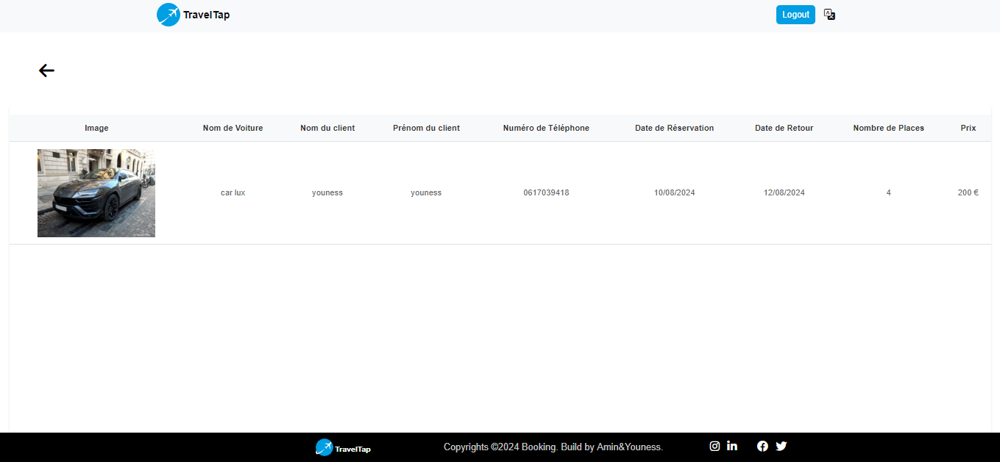 TravelTap
Logout
Image Nom de Voiture Nom du client Prénom du client Numéro de Téléphone Date de Réservation Date de Retour Nombre de Places Prix
car lux youness youness 0617039418 10/08/2024 12/08/2024 4 200 €
TravelTap Copyrights ©2024 Booking. Build by Amin&Youness.